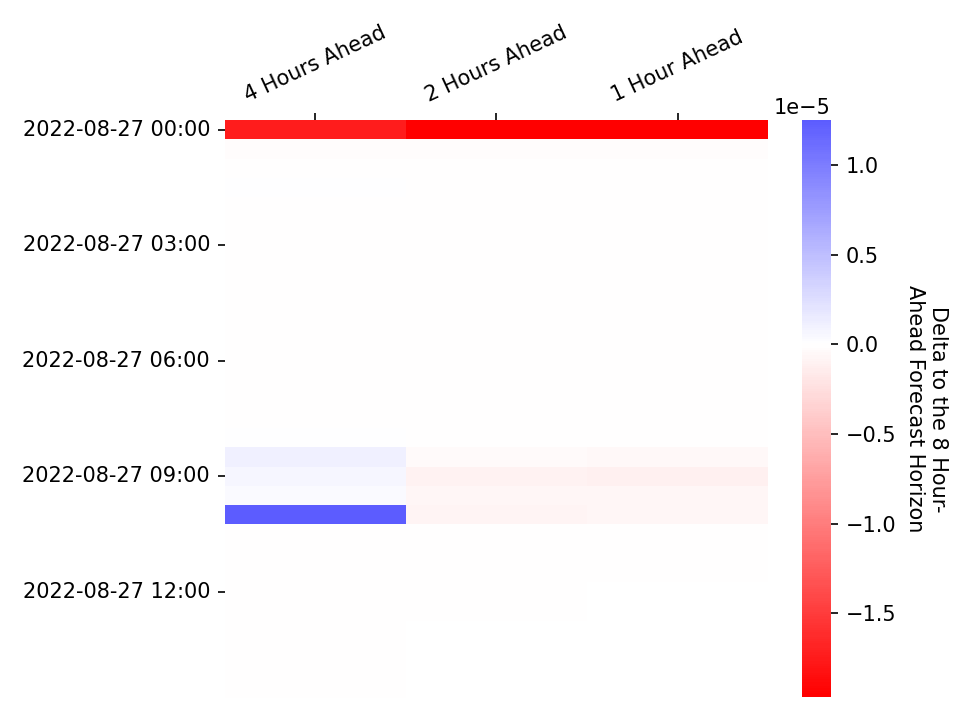 4 Hours Ahead
2 Hours Ahead
1 Hour Ahead
1e−5
2022-08-27 00:00
2022-08-27 03:00
2022-08-27 06:00
2022-08-27 09:00
2022-08-27 12:00
1.0
0.5
0.0
−0.5
−1.0
−1.5
Delta to the 8 Hour-
Ahead Forecast Horizon